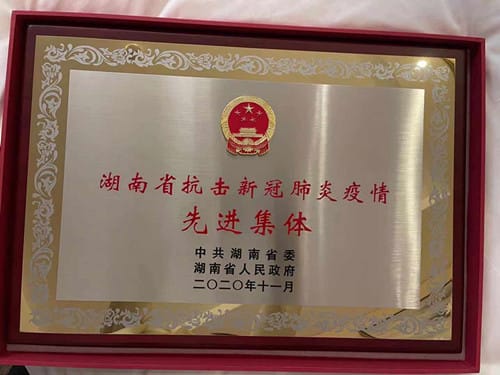 湖南省抗击新冠肺炎疫情
先进集体
中共湖南省委
湖南省人民政府
二〇二〇年十一月